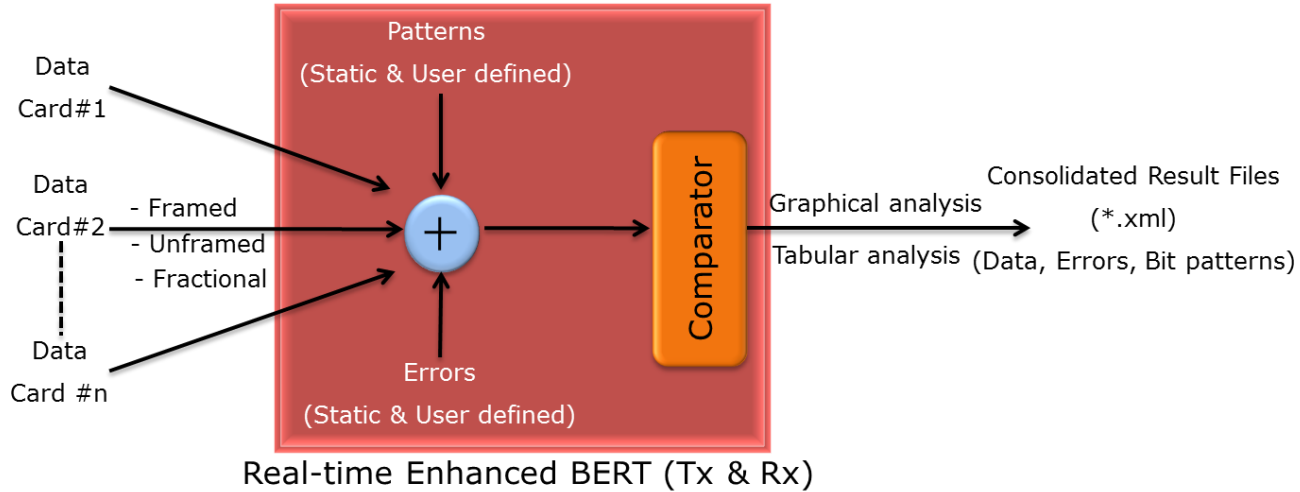 Patterns
(Static & User defined)
Data
Card#1
Data
Card#2
- Framed
- Unframed
- Fractional
Data
Card #n
+
Errors
(Static & User defined)
Comparator
Graphical analysis
Tabular analysis
Consolidated Result Files
(*.xml)
(Data, Errors, Bit patterns)
Real-time Enhanced BERT (Tx & Rx)